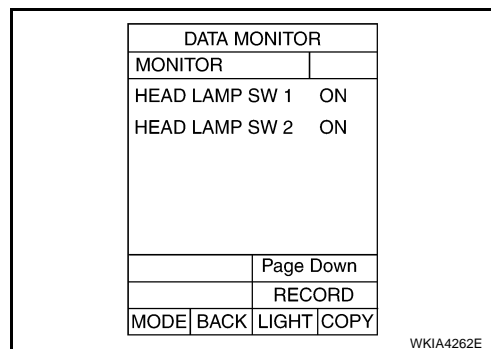 DATA MONITOR
MONITOR
HEAD LAMP SW 1 ON
HEAD LAMP SW 2 ON
Page Down
RECORD
MODE BACK LIGHT COPY
WKIA4262E